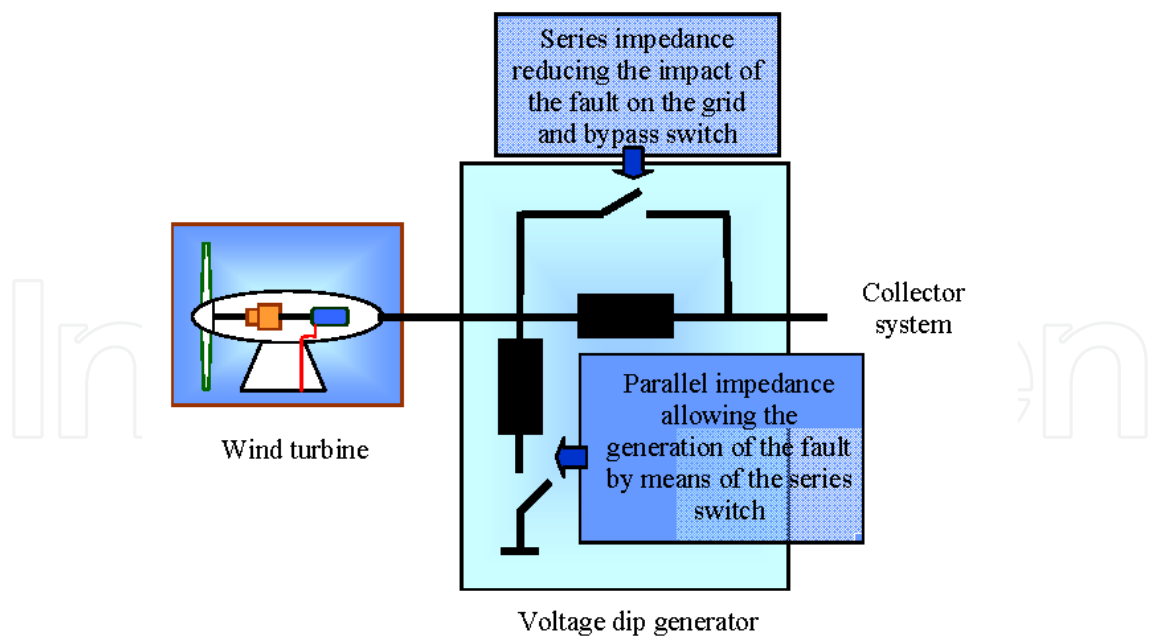 Series impedance
reducing the impact of
the fault on the grid
and bypass switch
Collector
system
Parallel impedance
allowing the
generation of the fault
by means of the series
switch
Wind turbine
Voltage dip generator